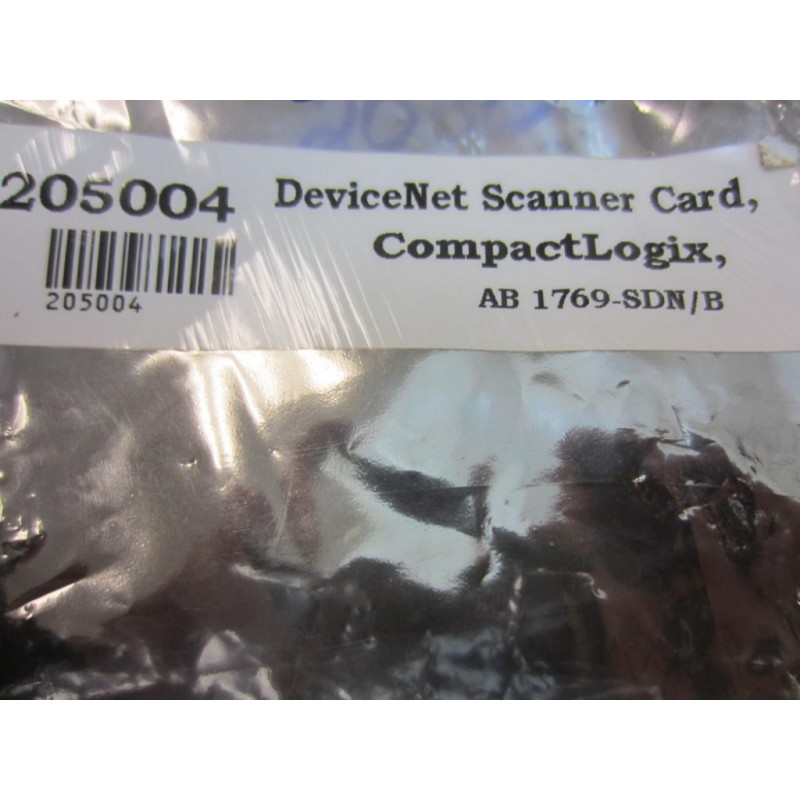 205004 DeviceNet Scanner Card,
CompactLogix,
205004
AB 1769-SDN/B